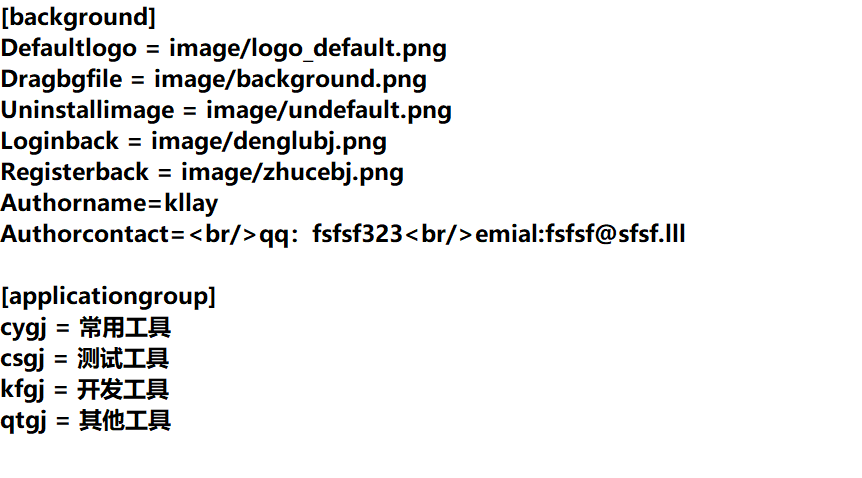 [background]
Defaultlogo = image/logo_default.png
Dragbgfile = image/background.png
Uninstallimage = image/undefault.png
Loginback = image/denglubj.png
Registerback = image/zhucebj.png
Authorname=kllay
Authorcontact=<br/>qq：fsfsf323<br/>emial:fsfsf@sfsf.lll
[applicationgroup]
cygj = 常用工具
csgj = 测试工具
kfgj = 开发工具
qtgj = 其他工具